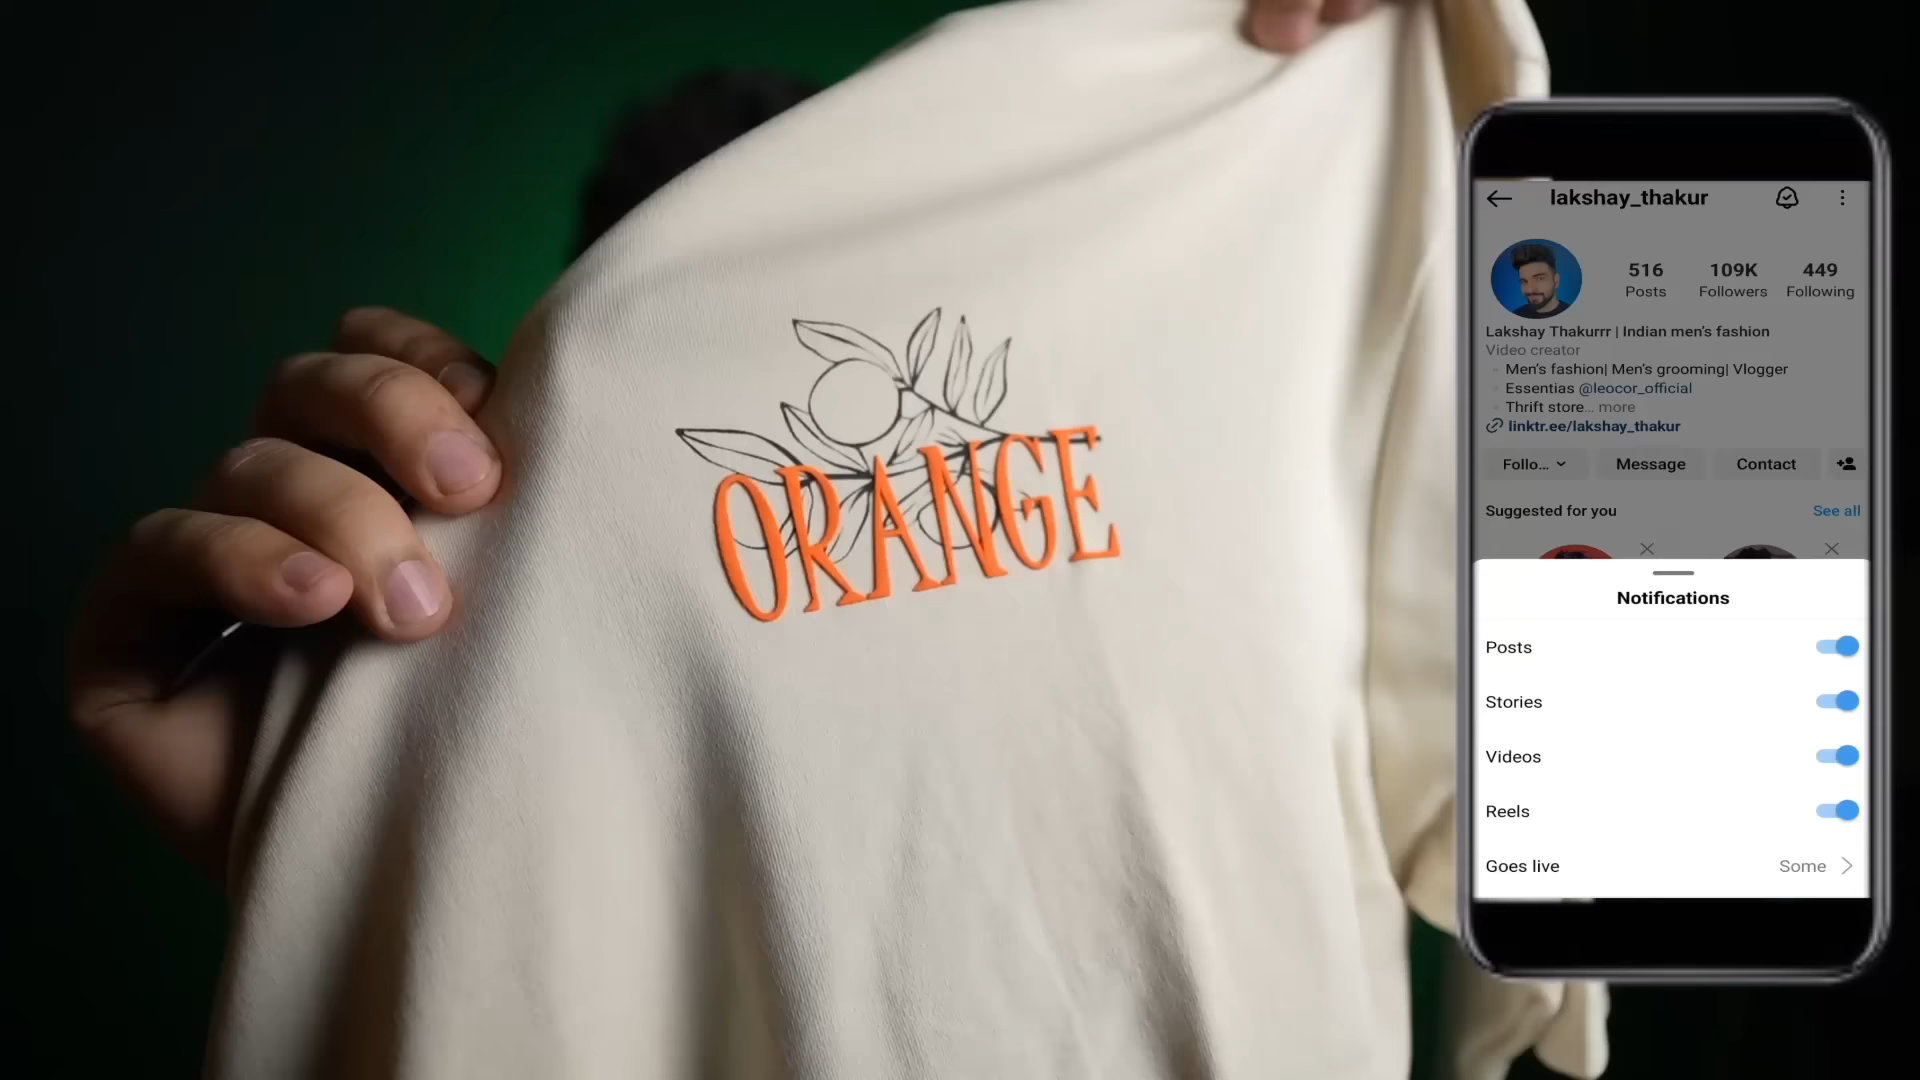 ORANGE
lakshay_thakur
516 109K 449
Posts Followers Following
Lakshay Thakurrr | Indian men's fashion
Video creator
Men's fashion| Men's grooming| Vlogger
Essentias @leocor_official
Thrift store... more
linktr.ee/lakshay_thakur
Follo... Message Contact
Suggested for you See all
Notifications
Posts
Stories
Videos
Reels
Goes live Some